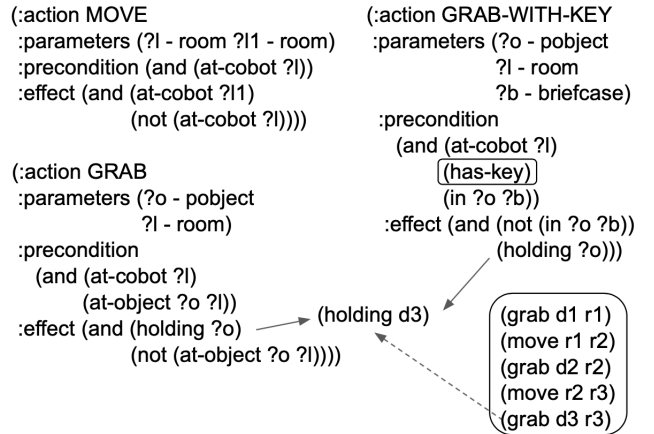 (:action MOVE
:parameters (?l - room ?l1 - room)
:precondition (and (at-cobot ?l))
:effect (and (at-cobot ?l1)
(not (at-cobot ?l))))
(:action GRAB
:parameters (?o - pobject
?l - room)
:precondition
(and (at-cobot ?l)
(at-object ?o ?l))
:effect (and (holding ?o)
(not (at-object ?o ?l))))
(:action GRAB-WITH-KEY
:parameters (?o - pobject
?l - room
?b - briefcase)
:precondition
(and (at-cobot ?l)
(has-key)
(in ?o ?b))
:effect (and (not (in ?o ?b))
(holding ?o)))
(holding d3)
(grab d1 r1)
(move r1 r2)
(grab d2 r2)
(move r2 r3)
(grab d3 r3)